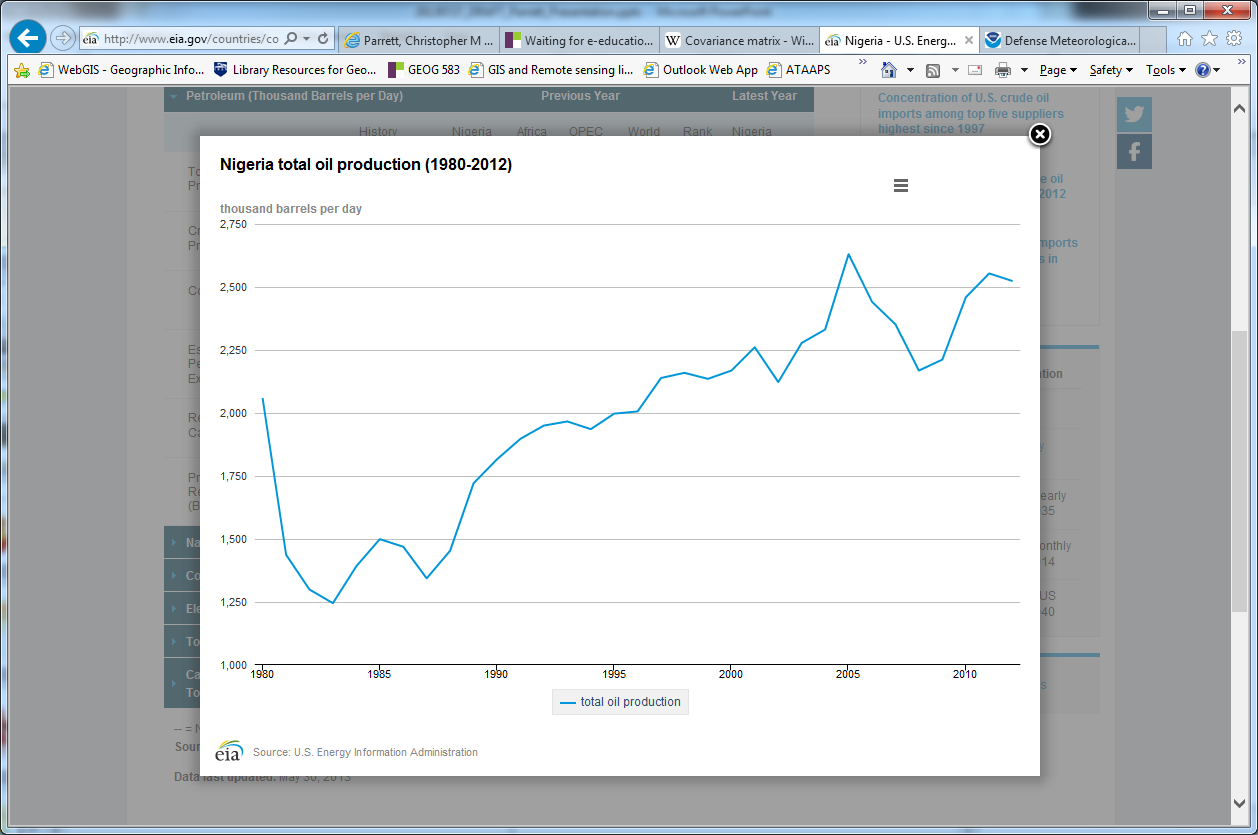 http://www.eia.gov/countries/co
Parrett, Christopher M ...
Waiting for e-educatio...
W Covariance matrix - Wi...
eia Nigeria - U.S. Energ...
Defense Meteorologica...
WebGIS - Geographic Info...
Library Resources for Geo...
GEOG 583
GIS and Remote sensing li...
Outlook Web App
ATAAPS
Page
Safety
Tools
Petroleum (Thousand Barrels per Day) Previous Year Latest Year
History Nigeria Africa OPEC World Rank Nigeria
Concentration of U.S. crude oil
imports among top five suppliers
highest since 1997
Nigeria total oil production (1980-2012)
thousand barrels per day
2,750
2,500
2,250
2,000
1,750
1,500
1,250
1,000
1980 1985 1990 1995 2000 2005 2010
total oil production
eia Source: U.S. Energy Information Administration
Data last updated: May 30, 2013